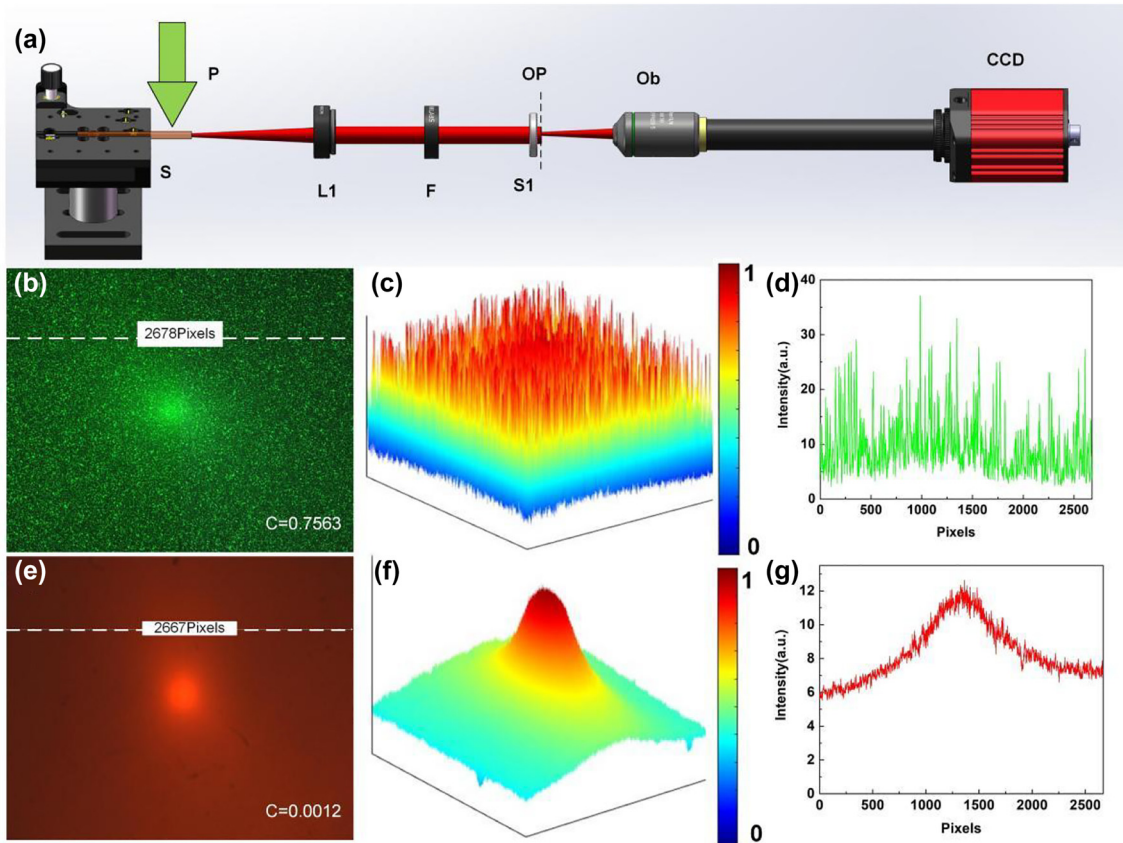 (a)
P
OP
Ob
CCD
S
L1
F
S1
(b)
2678Pixels
C=0.7563
(c)
1
0
(d)
40
30
20
10
0
Intensity(a.u.)
0 500 1000 1500 2000 2500
Pixels
(e)
2667Pixels
C=0.0012
(f)
1
0
(g)
12
10
8
6
4
2
0
Intensity(a.u.)
0 500 1000 1500 2000 2500
Pixels